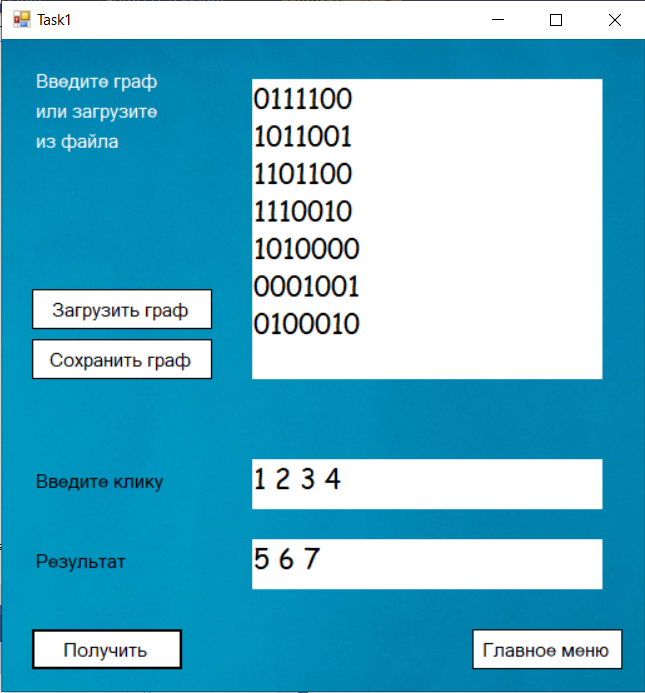 Task1
Введите граф
или загрузите
из файла
0111100
1011001
1101100
1110010
1010000
0001001
0100010
Загрузить граф
Сохранить граф
Введите клику
1 2 3 4
Результат
5 6 7
Получить
Главное меню